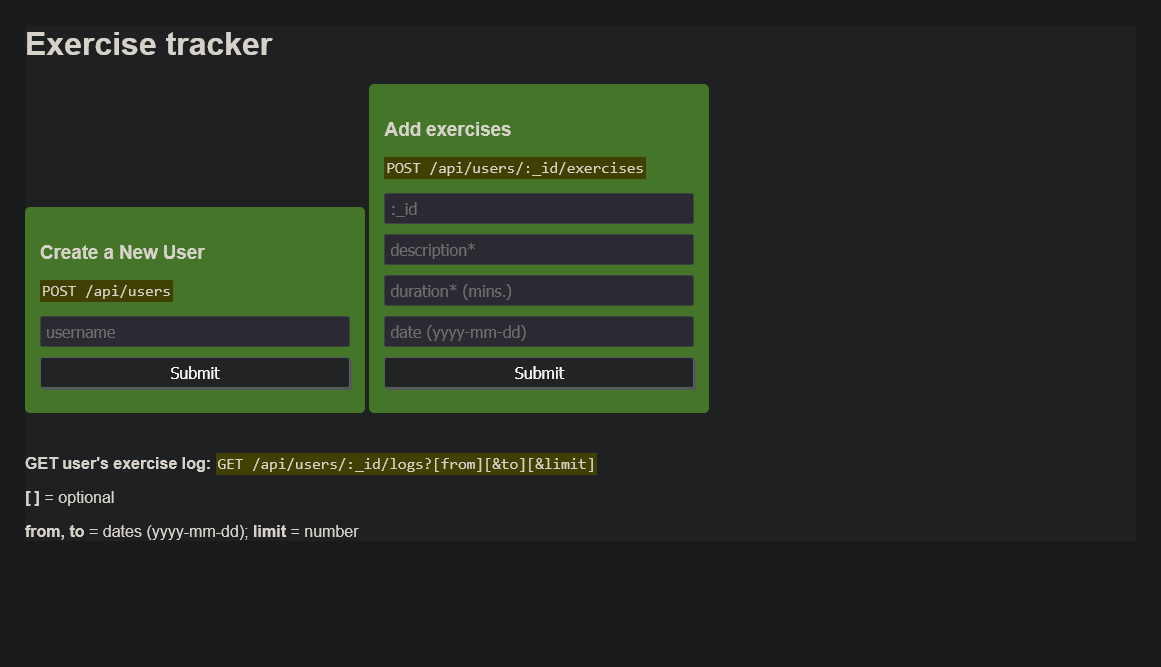 Exercise tracker
Create a New User
POST /api/users
username
Submit
Add exercises
POST /api/users/:_id/exercises
:_id
description*
duration* (mins.)
date (yyyy-mm-dd)
Submit
GET user's exercise log: GET /api/users/:_id/logs?[from][&to][&limit]
[ ] = optional
from, to = dates (yyyy-mm-dd); limit = number